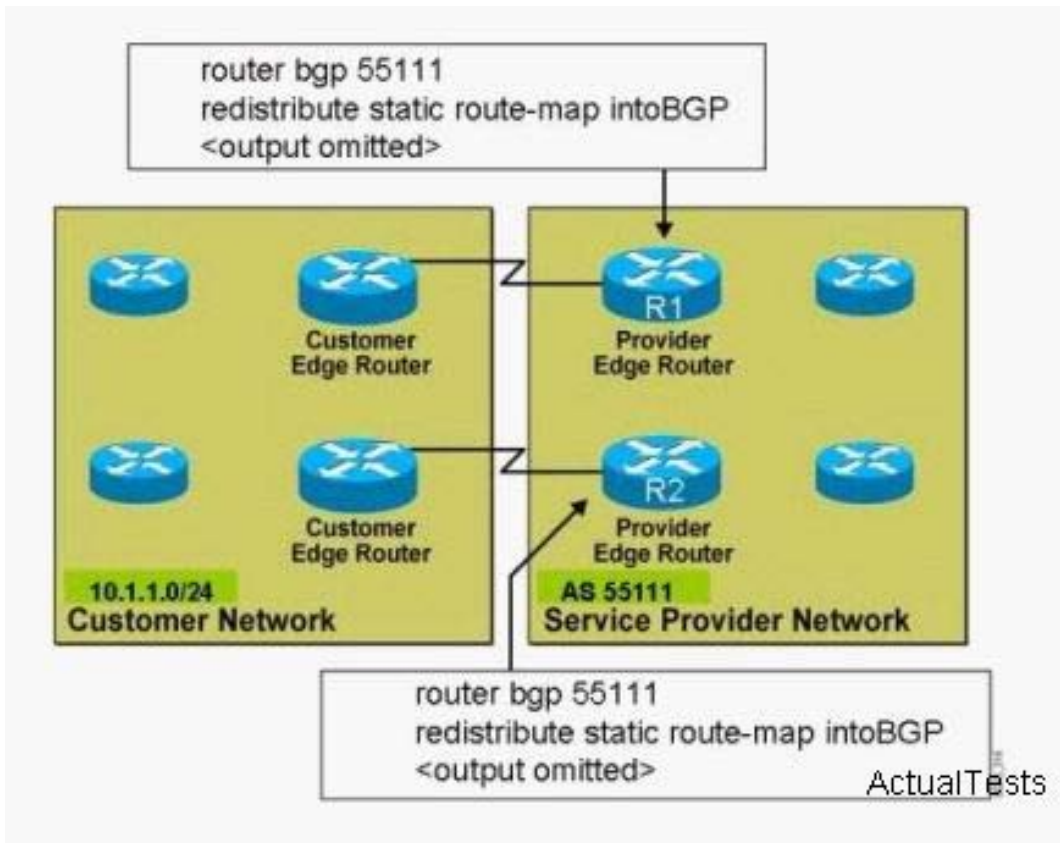 router bgp 55111
redistribute static route-map intoBGP
<output omitted>
R1
Customer
Edge Router
Provider
Edge Router
R2
Customer
Edge Router
Provider
Edge Router
10.1.1.0/24
Customer Network
AS 55111
Service Provider Network
router bgp 55111
redistribute static route-map intoBGP
<output omitted>
ActualTests